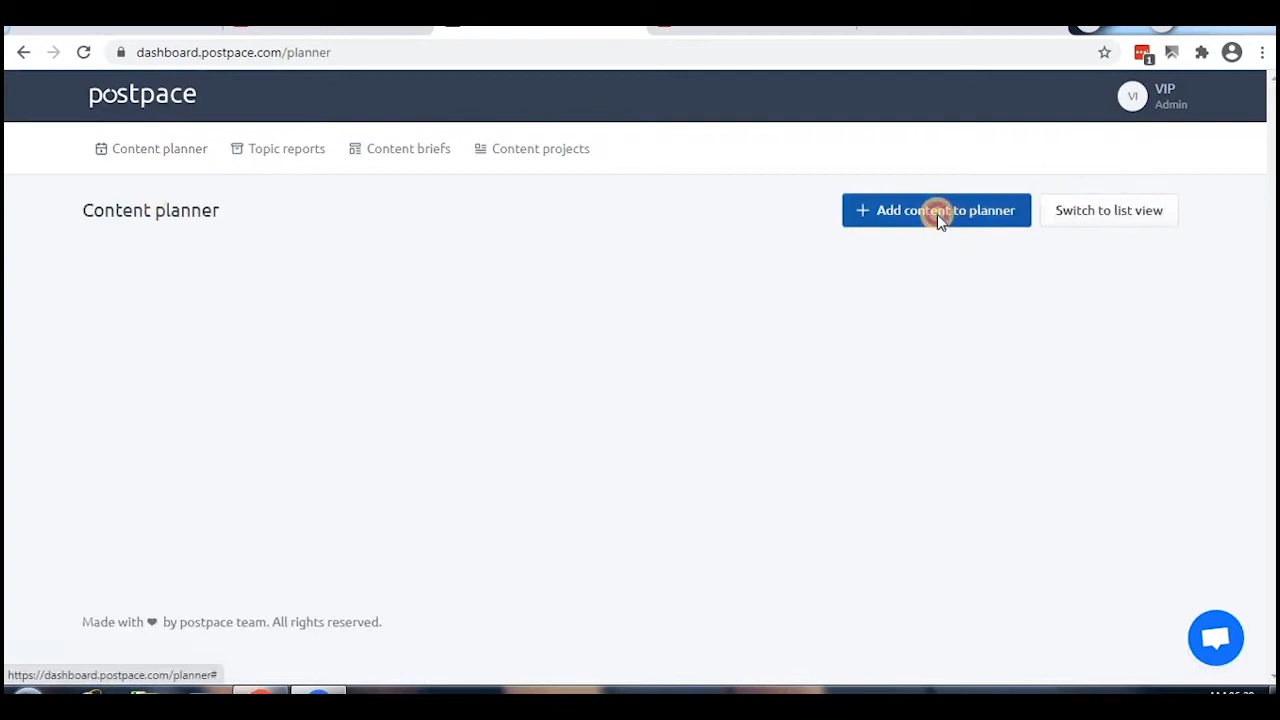 dashboard.postpace.com/planner
1
postpace
VI
VIP
Admin
Content planner
Topic reports
Content briefs
Content projects
Content planner
+ Add content to planner
Switch to list view
Made with ❤ by postpace team. All rights reserved.
https://dashboard.postpace.com/planner#